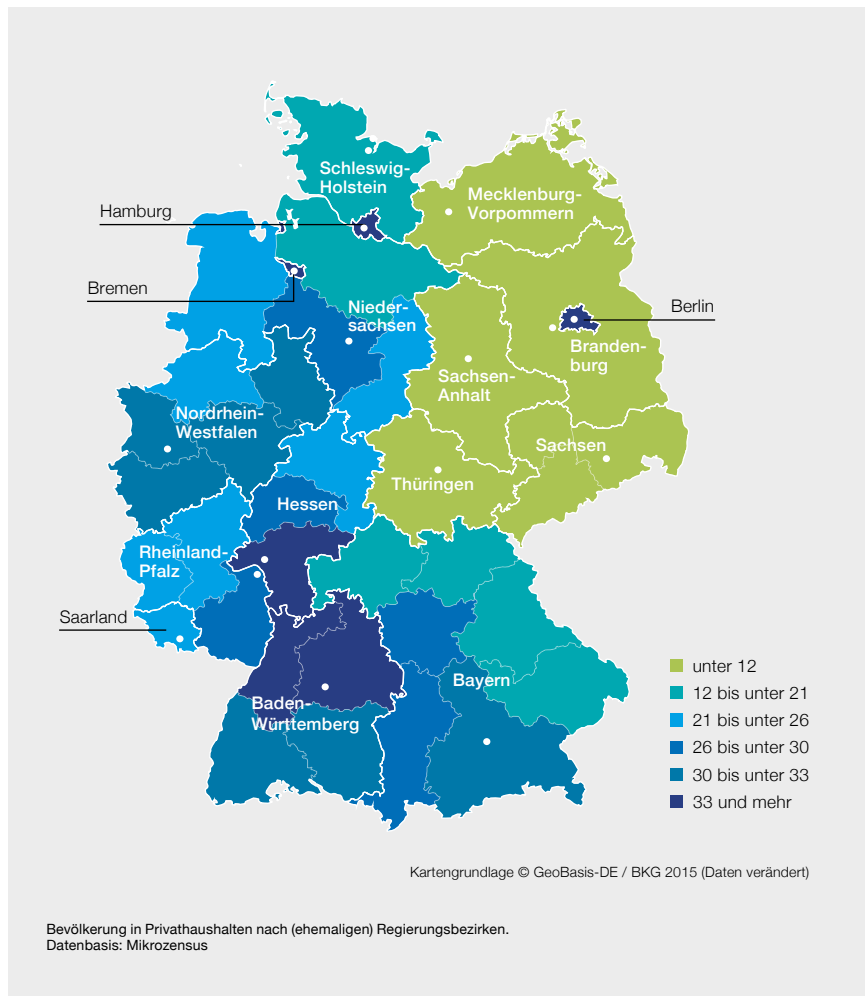 Schleswig-
Holstein
Mecklenburg-
Vorpommern
Hamburg
Bremen
Nieder-
sachsen
Berlin
Branden-
burg
Sachsen-
Anhalt
Nordrhein-
Westfalen
Sachsen
Thüringen
Hessen
Rheinland-
Pfalz
Saarland
Bayern
Baden-
Württemberg
unter 12
12 bis unter 21
21 bis unter 26
26 bis unter 30
30 bis unter 33
33 und mehr
Kartengrundlage © GeoBasis-DE / BKG 2015 (Daten verändert)
Bevölkerung in Privathaushalten nach (ehemaligen) Regierungsbezirken.
Datenbasis: Mikrozensus